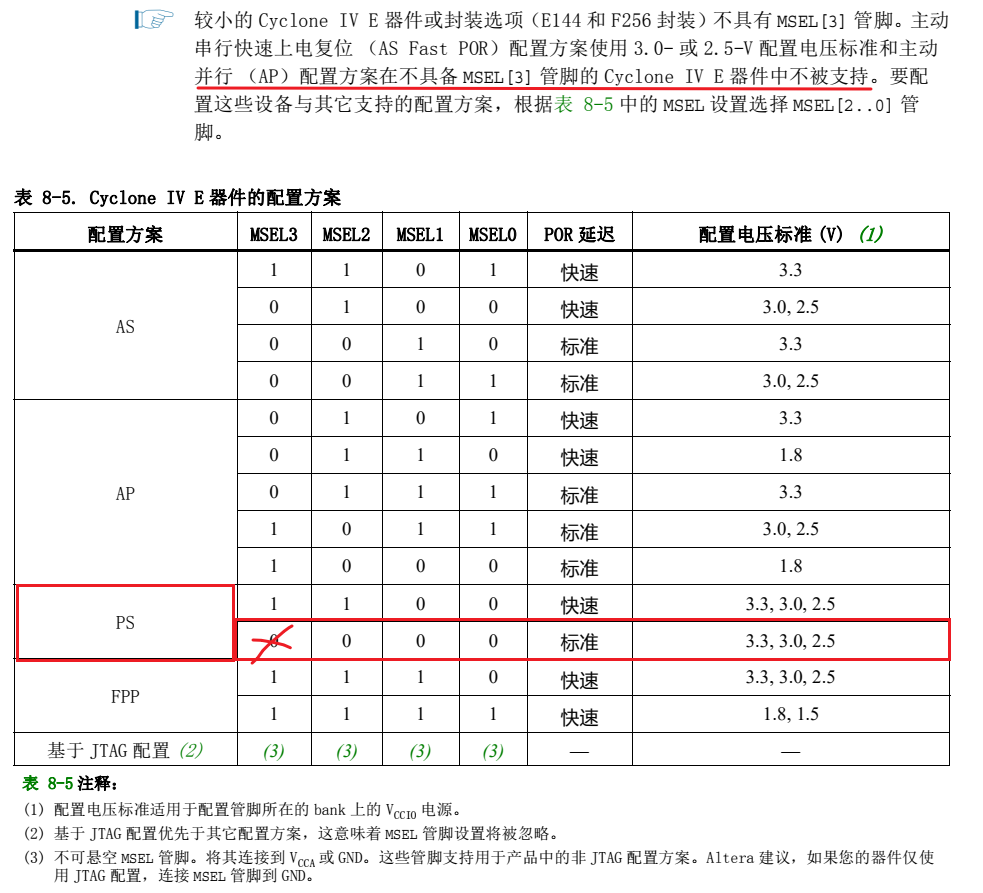 较小的 Cyclone IV E 器件或封装选项（E144 和 F256 封装）不具有 MSEL[3] 管脚。主动
串行快速上电复位 （AS Fast POR）配置方案使用 3.0- 或 2.5-V 配置电压标准和主动
并行 （AP）配置方案在不具备 MSEL[3] 管脚的 Cyclone IV E 器件中不被支持。要配
置这些设备与其它支持的配置方案，根据表 8-5 中的 MSEL 设置选择 MSEL[2..0] 管
脚。
表 8-5. Cyclone IV E 器件的配置方案
配置方案 MSEL3 MSEL2 MSEL1 MSEL0 POR 延迟 配置电压标准 (V) (1)
AS 1 1 0 1 快速 3.3
0 1 0 0 快速 3.0, 2.5
0 0 1 0 标准 3.3
0 0 1 1 标准 3.0, 2.5
AP 0 1 0 1 快速 3.3
0 1 1 0 快速 1.8
0 1 1 1 标准 3.3
1 0 1 1 标准 3.0, 2.5
1 0 0 0 标准 1.8
PS 1 1 0 0 快速 3.3, 3.0, 2.5
0 0 0 0 标准 3.3, 3.0, 2.5
FPP 1 1 1 0 快速 3.3, 3.0, 2.5
1 1 1 1 快速 1.8, 1.5
基于 JTAG 配置 (2) (3) (3) (3) (3) — —
表 8-5 注释：
(1) 配置电压标准适用于配置管脚所在的 bank 上的 VCCIO 电源。
(2) 基于 JTAG 配置优先于其它配置方案，这意味着 MSEL 管脚设置将被忽略。
(3) 不可悬空 MSEL 管脚。将其连接到 VCCA 或 GND。这些管脚支持用于产品中的非 JTAG 配置方案。Altera 建议，如果您的器件仅使
用 JTAG 配置，连接 MSEL 管脚到 GND。